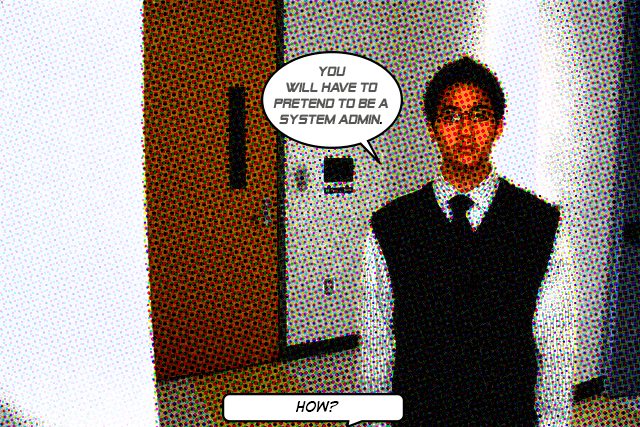 YOU
WILL HAVE TO
PRETEND TO BE A
SYSTEM ADMIN.
HOW?